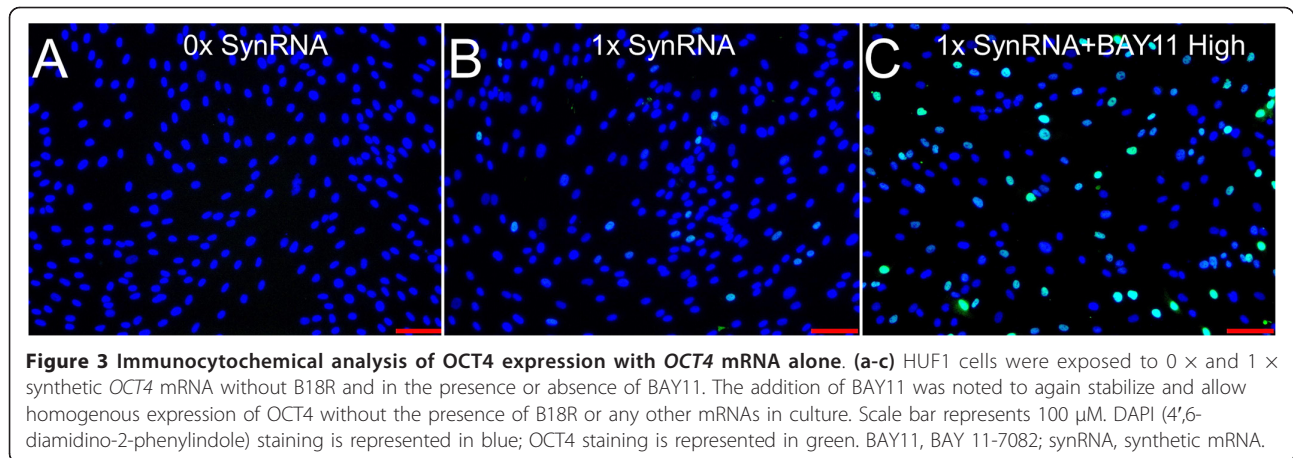 A 0x SynRNA
B 1x SynRNA
C 1x SynRNA+BAY11 High
Figure 3 Immunocytochemical analysis of OCT4 expression with OCT4 mRNA alone. (a-c) HUF1 cells were exposed to 0 × and 1 ×
synthetic OCT4 mRNA without B18R and in the presence or absence of BAY11. The addition of BAY11 was noted to again stabilize and allow
homogenous expression of OCT4 without the presence of B18R or any other mRNAs in culture. Scale bar represents 100 μM. DAPI (4′,6-
diamidino-2-phenylindole) staining is represented in blue; OCT4 staining is represented in green. BAY11, BAY 11-7082; synRNA, synthetic mRNA.